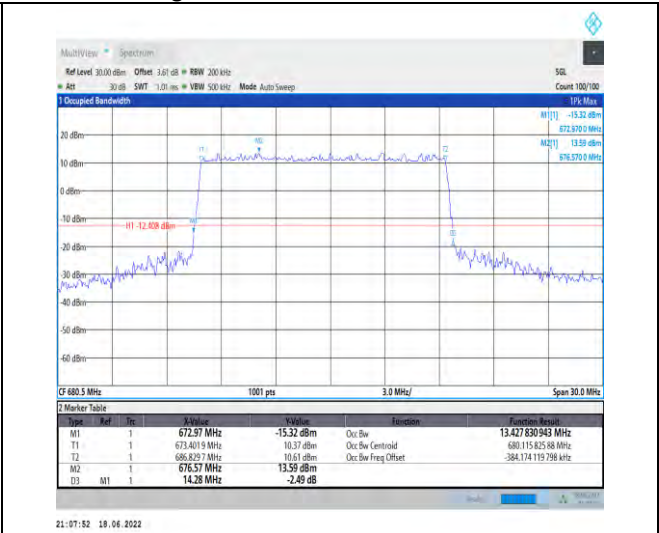 MultiView Spectrum
Ref Level 30.00 dBm Offset 3.61 dB RBW 200 kHz SGL
Att 30 dB SWT 1.01 ms VBW 500 kHz Mode Auto Sweep Count 100/100
1 Occupied Bandwidth 1Pk Max
M1[1] -15.32 dBm
672.970 0 MHz
M2[1] 13.59 dBm
676.570 0 MHz
20 dBm
M2
T1 T2
10 dBm
0 dBm
-10 dBm
H1 -12.408 dBm
M1
-20 dBm
D3
-30 dBm
-40 dBm
-50 dBm
-60 dBm
CF 680.5 MHz 1001 pts 3.0 MHz/ Span 30.0 MHz
2 Marker Table
Type Ref Trc X-Value Y-Value Function Function Result
M1 1 672.97 MHz -15.32 dBm Occ Bw 13.427 830 943 MHz
T1 1 673.401 9 MHz 10.37 dBm Occ Bw Centroid 680.115 825 88 MHz
T2 1 686.829 7 MHz 10.61 dBm Occ Bw Freq Offset -384.174 119 798 kHz
M2 1 676.57 MHz 13.59 dBm
D3 M1 1 14.28 MHz -2.49 dB
21:07:52 18.06.2022